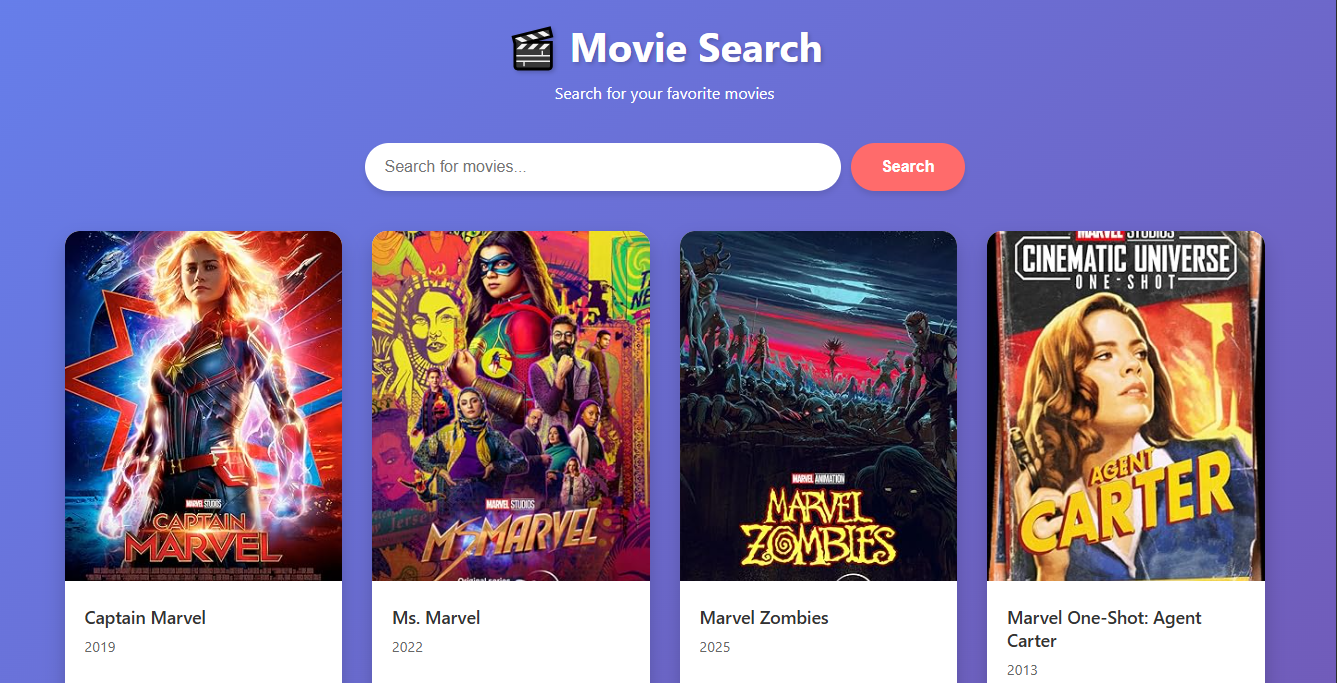 Movie Search
Search for your favorite movies
Search for movies...
Search
MARVEL STUDIOS
CAPTAIN
MARVEL
MARVEL STUDIOS
MS. MARVEL
Original series
MARVEL ANIMATION
MARVEL
ZOMBIES
MARVEL STUDIOS
CINEMATIC UNIVERSE
ONE-SHOT
AGENT
CARTER
Captain Marvel
2019
Ms. Marvel
2022
Marvel Zombies
2025
Marvel One-Shot: Agent
Carter
2013